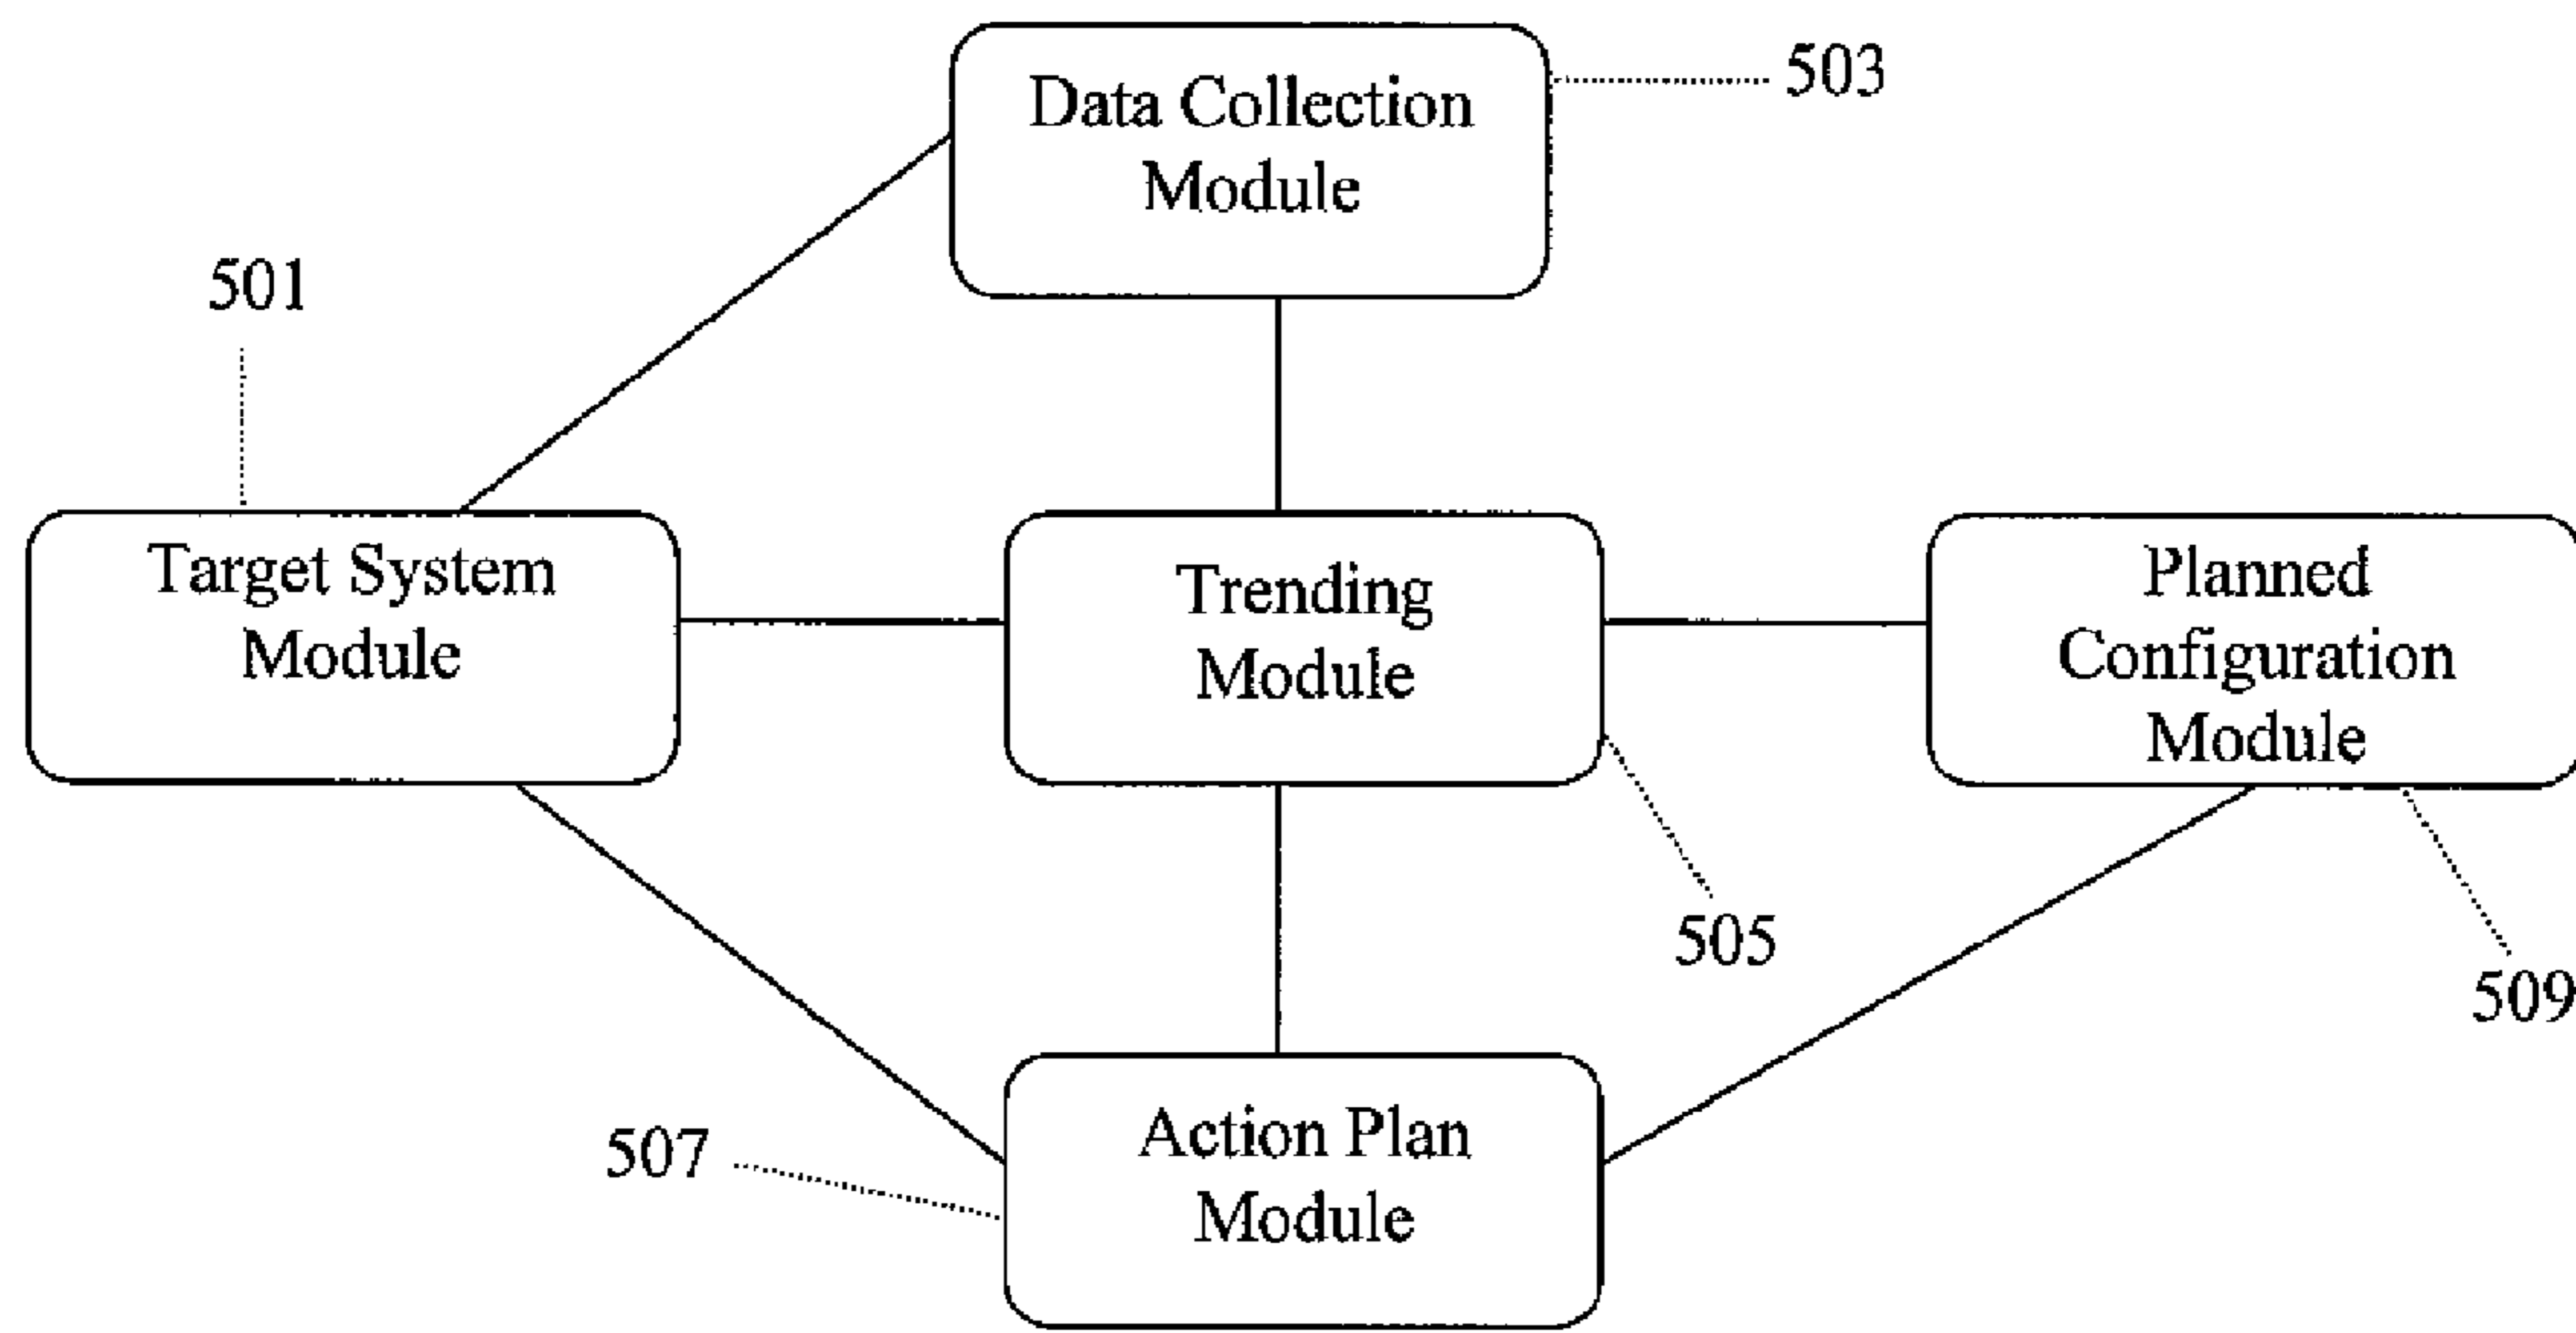 Data Collection
Module
503
501
Target System
Module
Trending
Module
Planned
Configuration
Module
505
509
507
Action Plan
Module